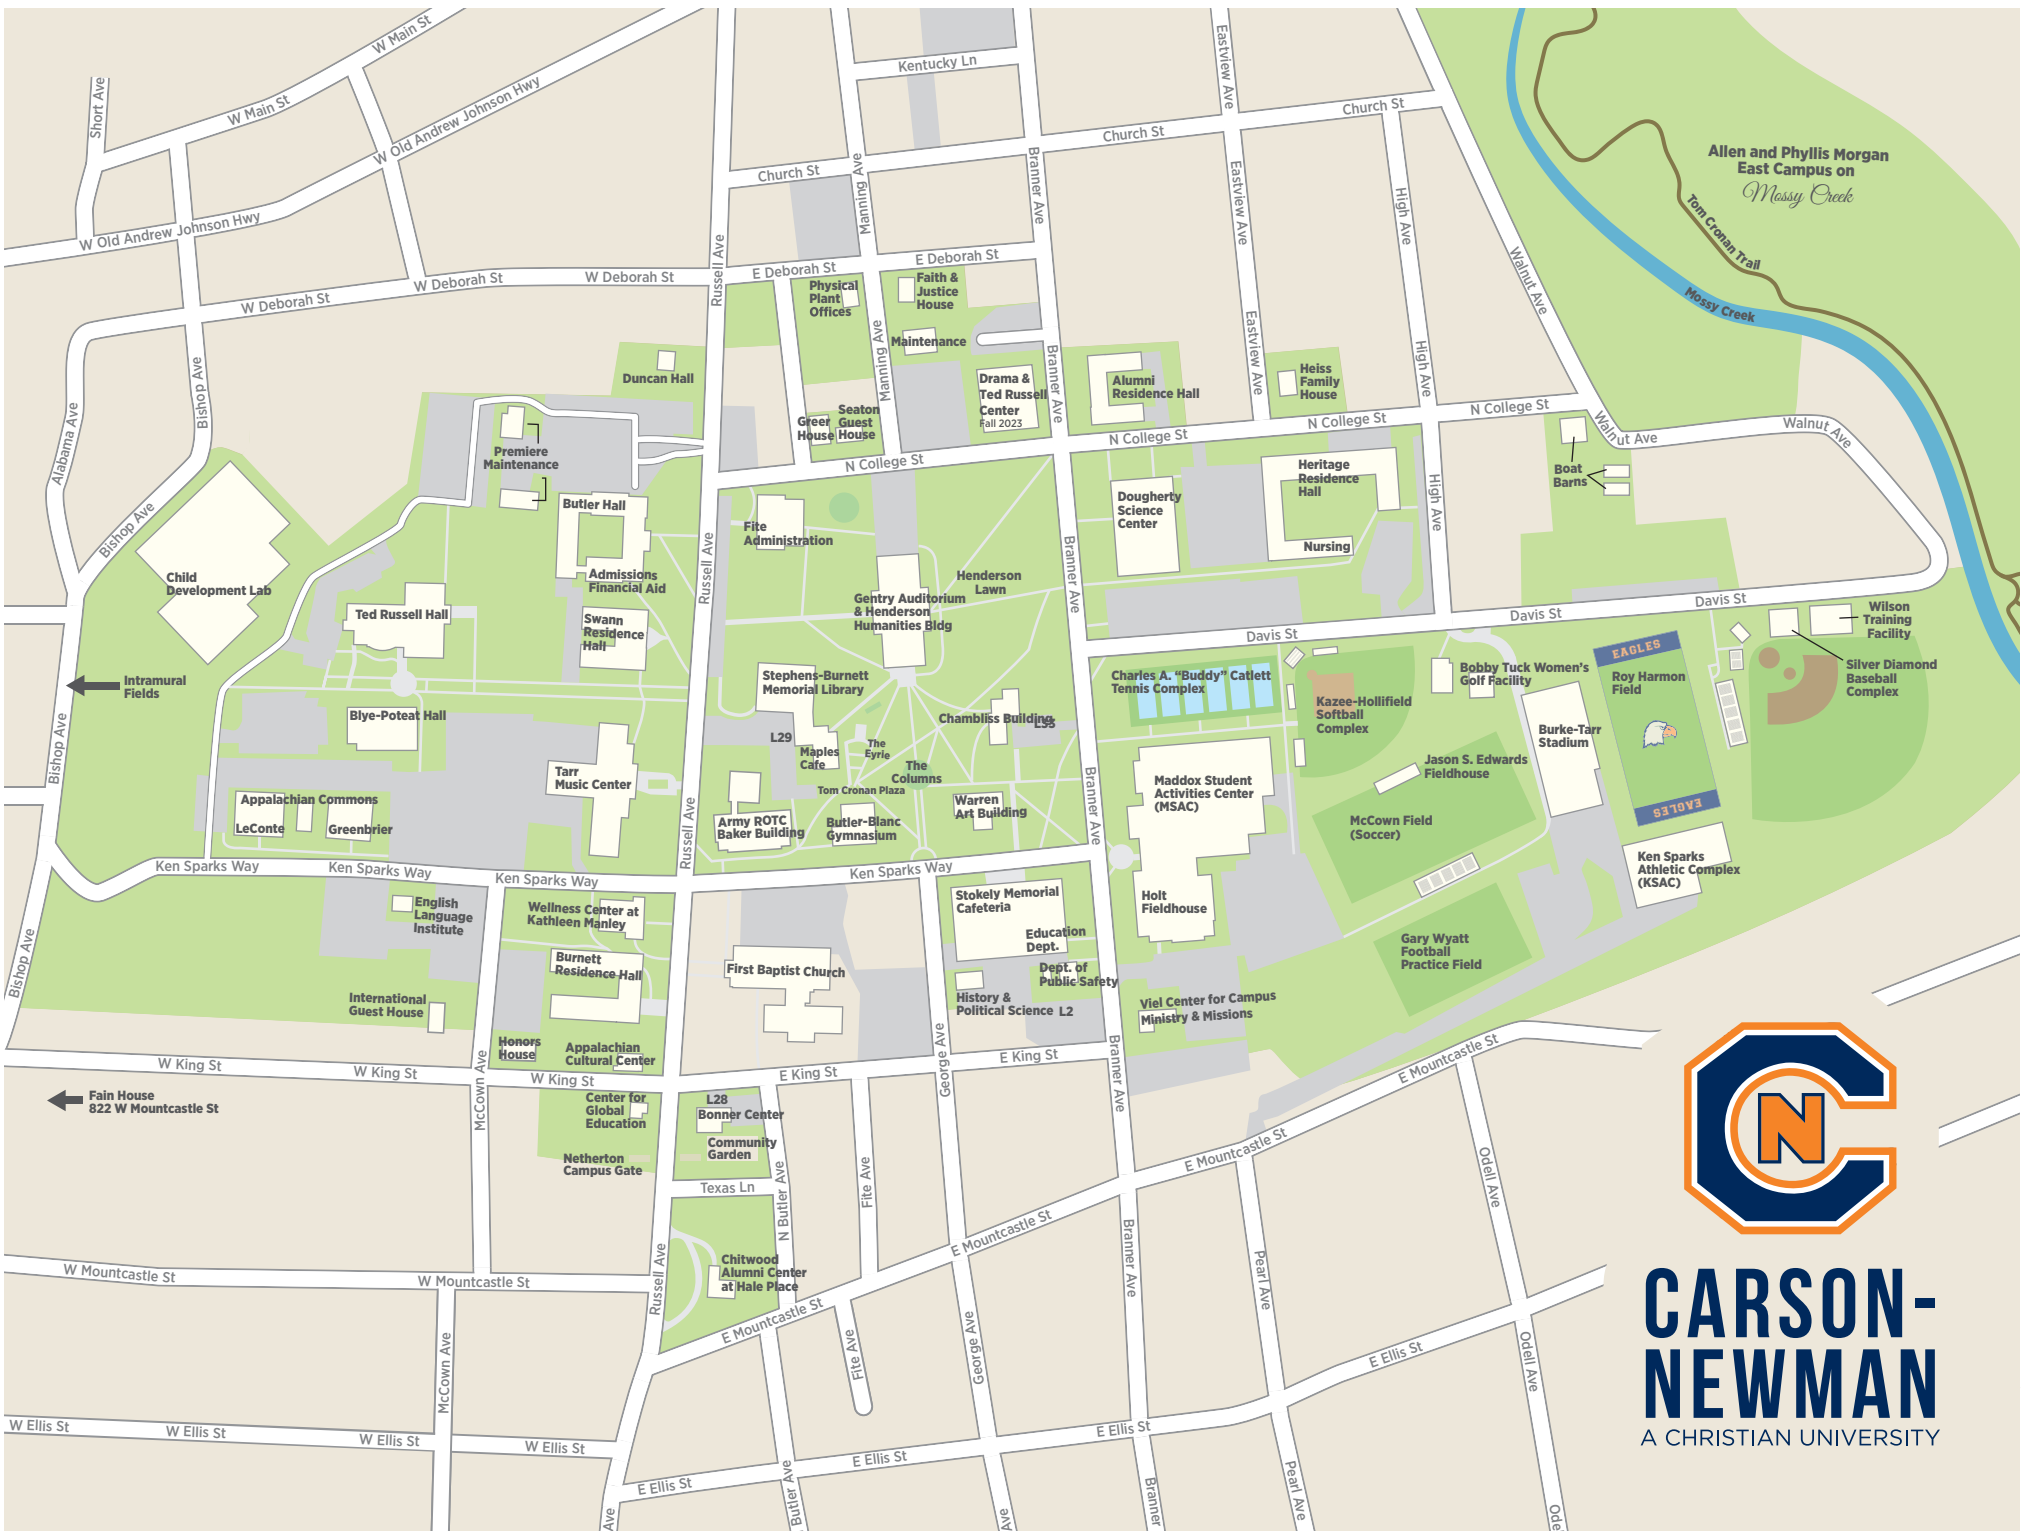 W Main St
Short Ave
W Main St
W Old Andrew Johnson Hwy
W Old Andrew Johnson Hwy
Kentucky Ln
Eastview Ave
Church St
Church St
Church St
Manning Ave
Branner Ave
Eastview Ave
High Ave
Allen and Phyllis Morgan
East Campus on
Mossy Creek
Tom Cronan Trail
Mossy Creek
Walnut Ave
Russell Ave
W Deborah St
W Deborah St
W Deborah St
E Deborah St
E Deborah St
Physical
Plant
Offices
Faith &
Justice
House
Maintenance
Manning Ave
Branner Ave
Eastview Ave
High Ave
Duncan Hall
Drama &
Ted Russell
Center
Fall 2023
Alumni
Residence Hall
Heiss
Family
House
Greer
House
Seaton
Guest
House
Alabama Ave
Bishop Ave
Bishop Ave
N College St
N College St
N College St
N College St
Walnut Ave
Walnut Ave
Boat
Barns
Premiere
Maintenance
Butler Hall
Admissions
Financial Aid
Fite
Administration
Russell Ave
Dougherty
Science
Center
Heritage
Residence
Hall
Nursing
High Ave
Branner Ave
Child
Development Lab
Ted Russell Hall
Swann
Residence
Hall
Gentry Auditorium
& Henderson
Humanities Bldg
Henderson
Lawn
Davis St
Davis St
Davis St
Wilson
Training
Facility
Silver Diamond
Baseball
Complex
Intramural
Fields
Bishop Ave
Blye-Poteat Hall
Stephens-Burnett
Memorial Library
L29
Maples
Cafe
The
Eyrie
The
Columns
Tom Cronan Plaza
Chambliss Building
L35
Charles A. "Buddy" Catlett
Tennis Complex
Kazee-Hollifield
Softball
Complex
Bobby Tuck Women's
Golf Facility
EAGLES
Roy Harmon
Field
EAGLES
Burke-Tarr
Stadium
Jason S. Edwards
Fieldhouse
McCown Field
(Soccer)
Maddox Student
Activities Center
(MSAC)
Branner Ave
Tarr
Music Center
Appalachian Commons
LeConte
Greenbrier
Russell Ave
Army ROTC
Baker Building
Butler-Blanc
Gymnasium
Warren
Art Building
Ken Sparks
Athletic Complex
(KSAC)
Ken Sparks Way
Ken Sparks Way
Ken Sparks Way
Ken Sparks Way
English
Language
Institute
Wellness Center at
Kathleen Manley
Stokely Memorial
Cafeteria
Education
Dept.
Holt
Fieldhouse
Gary Wyatt
Football
Practice Field
Bishop Ave
International
Guest House
Burnett
Residence Hall
First Baptist Church
Dept. of
Public Safety
History &
Political Science
L2
Viel Center for Campus
Ministry & Missions
Honors
House
Appalachian
Cultural Center
W King St
W King St
W King St
E King St
E King St
George Ave
Branner Ave
McCown Ave
E Mountcastle St
Fain House
822 W Mountcastle St
Center for
Global
Education
L28
Bonner Center
Community
Garden
Netherton
Campus Gate
Texas Ln
N Butler Ave
Fite Ave
E Mountcastle St
Odell Ave
E Mountcastle St
Branner Ave
Pearl Ave
Russell Ave
Chitwood
Alumni Center
at Hale Place
W Mountcastle St
W Mountcastle St
E Mountcastle St
Fite Ave
George Ave
McCown Ave
E Ellis St
Odell Ave
W Ellis St
W Ellis St
W Ellis St
W Ellis St
E Ellis St
E Ellis St
E Ellis St
Ave
Butler Ave
Ave
Branner
Pearl Ave
Ode
CN
CARSON-
NEWMAN
A CHRISTIAN UNIVERSITY